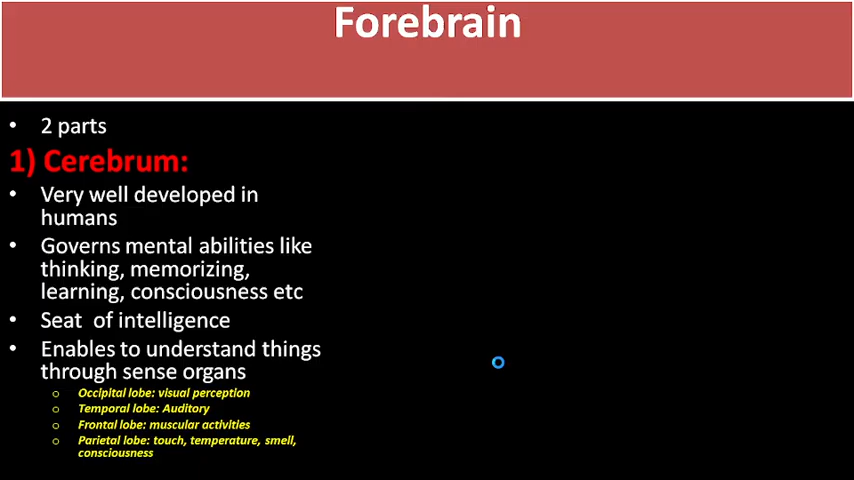 Forebrain
• 2 parts
1) Cerebrum:
• Very well developed in
humans
• Governs mental abilities like
thinking, memorizing,
learning, consciousness etc
• Seat of intelligence
• Enables to understand things
through sense organs
o Occipital lobe: visual perception
o Temporal lobe: Auditory
o Frontal lobe: muscular activities
o Parietal lobe: touch, temperature, smell,
consciousness